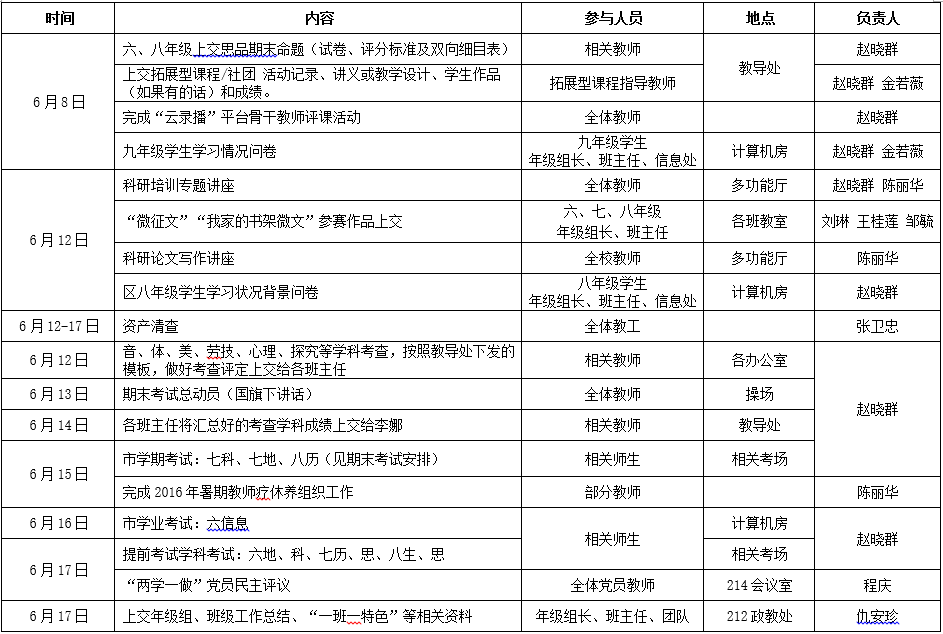 时间 内容 参与人员 地点 负责人
6月8日
六、八年级上交思品期末命题（试卷、评分标准及双向细目表） 相关教师 教导处 赵晓群
上交拓展型课程/社团 活动记录、讲义或教学设计、学生作品
（如果有的话）和成绩。 拓展型课程指导教师 赵晓群 金若薇
完成“云录播”平台骨干教师评课活动 全体教师 赵晓群
九年级学生学习情况问卷 九年级学生
年级组长、班主任、信息处 计算机房 赵晓群 金若薇
6月12日
科研培训专题讲座 全体教师 多功能厅 赵晓群 陈丽华
“微征文”“我家的书架微文”参赛作品上交 六、七、八年级
年级组长、班主任 各班教室 刘琳 王桂莲 邹毓
科研论文写作讲座 全校教师 多功能厅 陈丽华
区八年级学生学习状况背景问卷 八年级学生
年级组长、班主任、信息处 计算机房 赵晓群
6月12-17日 资产清查 全体教工 张卫忠
6月12日 音、体、美、劳技、心理、探究等学科考查，按照教导处下发的
模板，做好考查评定上交给各班主任 相关教师 各办公室 赵晓群
6月13日 期末考试总动员（国旗下讲话） 全体教师 操场
6月14日 各班主任将汇总好的考查学科成绩上交给李娜 相关教师 教导处
6月15日
市学期考试：七科、七地、八历（见期末考试安排） 相关师生 相关考场
完成2016年暑期教师疗休养组织工作 部分教师 陈丽华
6月16日 市学业考试：六信息 相关师生 计算机房 赵晓群
6月17日
提前考试学科考试：六地、科、七历、思、八生、思 相关考场
“两学一做”党员民主评议 全体党员教师 214会议室 程庆
6月17日 上交年级组、班级工作总结、“一班一特色”等相关资料 年级组长、班主任、团队 212政教处 仇安珍